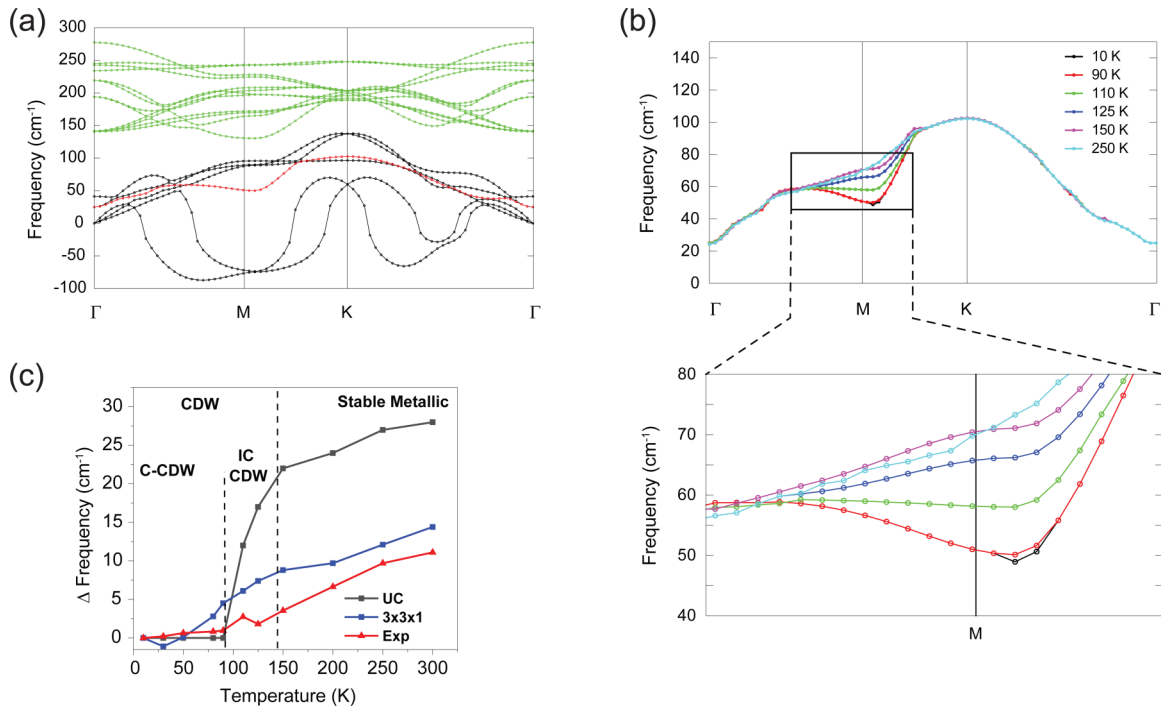 (a)
300
250
200
150
100
50
0
-50
-100
Frequency (cm⁻¹)
Γ M K Γ
(b)
140
120
100
80
60
40
20
0
Frequency (cm⁻¹)
10 K
90 K
110 K
125 K
150 K
250 K
Γ M K Γ
80
70
60
50
40
Frequency (cm⁻¹)
M
(c)
30
25
20
15
10
5
0
Δ Frequency (cm⁻¹)
CDW
Stable Metallic
C-CDW
IC
CDW
UC
3x3x1
Exp
0 50 100 150 200 250 300
Temperature (K)